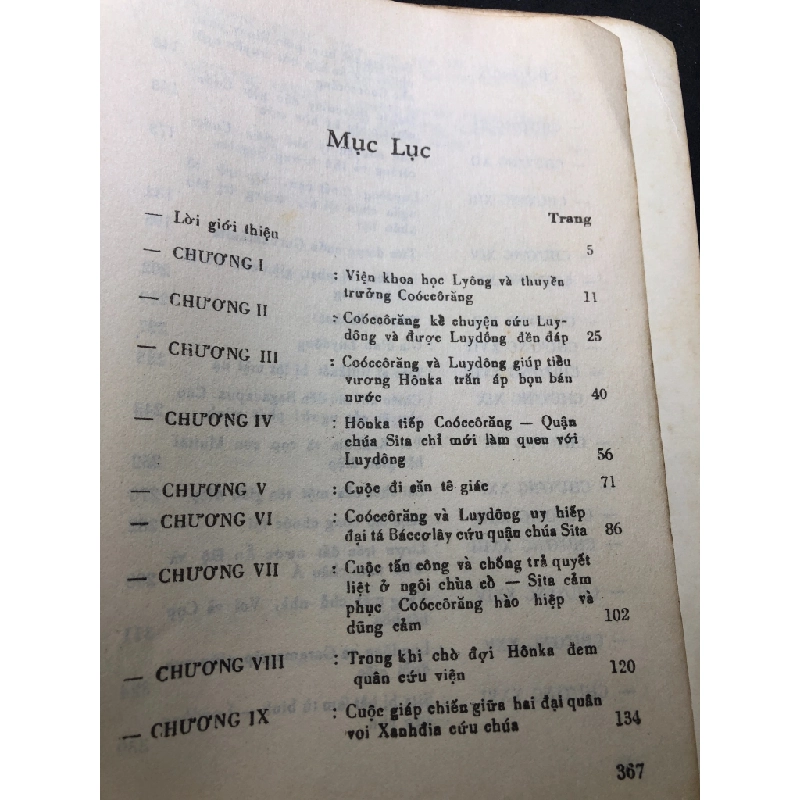 Mục Lục
Trang
— Lời giới thiệu 5
— CHƯƠNG I : Viện khoa học Lyông và thuyền
trưởng Coóccôrăng 11
— CHƯƠNG II : Coóccôrăng kể chuyện cứu Luy-
dông và được Luydông đền đáp 25
— CHƯƠNG III : Coóccôrăng và Luydông giúp tiểu
vương Hônka trấn áp bọn bán
nước 40
— CHƯƠNG IV : Hônka tiếp Coóccôrăng — Quận
chúa Sita chỉ mới làm quen với
Luydông 56
— CHƯƠNG V : Cuộc đi săn tê giác 71
— CHƯƠNG VI : Coóccôrăng và Luydông uy hiếp
đại tá Báccơlây cứu quận chúa Sita 86
— CHƯƠNG VII : Cuộc tấn công và chống trả quyết
liệt ở ngôi chùa cổ — Sita cảm
phục Coóccôrăng hào hiệp và
dũng cảm 102
— CHƯƠNG VIII : Trong khi chờ đợi Hônka đem
quân cứu viện 120
— CHƯƠNG IX : Cuộc giáp chiến giữa hai đại quân
voi Xanhđia cứu chúa 134
367